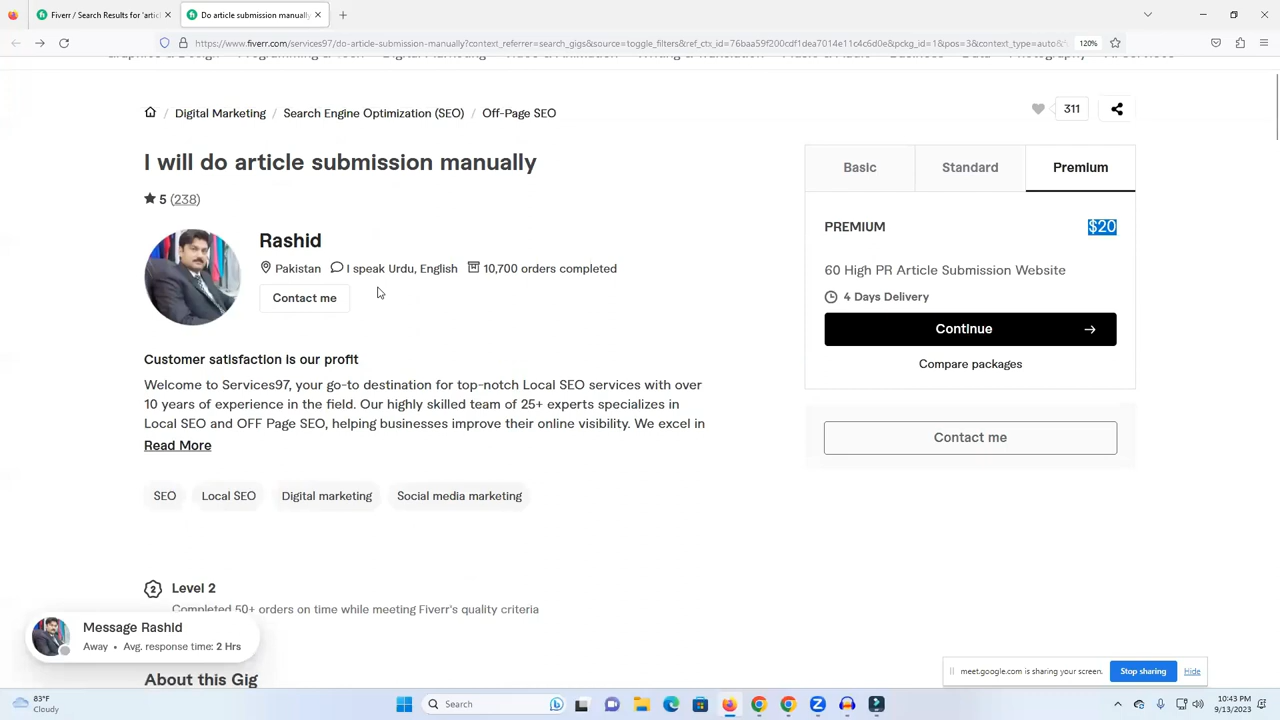 Fiverr / Search Results for 'artic
Do article submission manually
https://www.fiverr.com/services97/do-article-submission-manually?context_referrer=search_gigs&source=toggle_filters&ref_ctx_id=76baa59f200cdf1dea7014e11c4c6d0e&pckg_id=1&pos=3&context_type=auto&
120%
Digital Marketing / Search Engine Optimization (SEO) / Off-Page SEO
311
I will do article submission manually
5 (238)
Rashid
Pakistan I speak Urdu, English 10,700 orders completed
Contact me
Customer satisfaction is our profit
Welcome to Services97, your go-to destination for top-notch Local SEO services with over
10 years of experience in the field. Our highly skilled team of 25+ experts specializes in
Local SEO and OFF Page SEO, helping businesses improve their online visibility. We excel in
Read More
SEO Local SEO Digital marketing Social media marketing
2 Level 2
Completed 50+ orders on time while meeting Fiverr's quality criteria
About this Gig
Basic Standard Premium
PREMIUM $20
60 High PR Article Submission Website
4 Days Delivery
Continue
Compare packages
Contact me
Message Rashid
Away • Avg. response time: 2 Hrs
meet.google.com is sharing your screen. Stop sharing Hide
83°F
Cloudy
Search
10:43 PM
9/13/2023